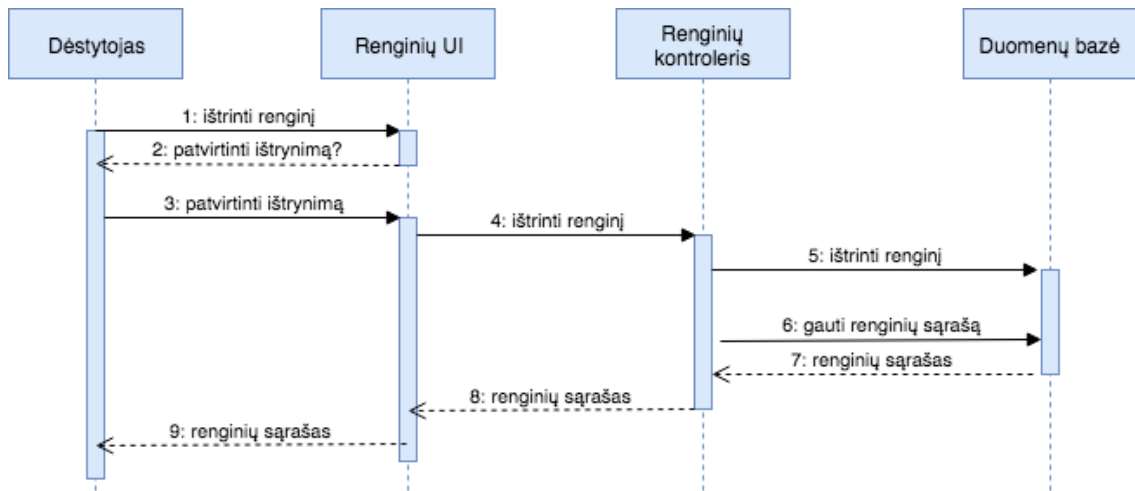 Dėstytojas
Renginių UI
Renginių
kontroleris
Duomenų bazė
1: ištrinti renginį
2: patvirtinti ištrynimą?
3: patvirtinti ištrynimą
4: ištrinti renginį
5: ištrinti renginį
6: gauti renginių sąrašą
7: renginių sąrašas
8: renginių sąrašas
9: renginių sąrašas